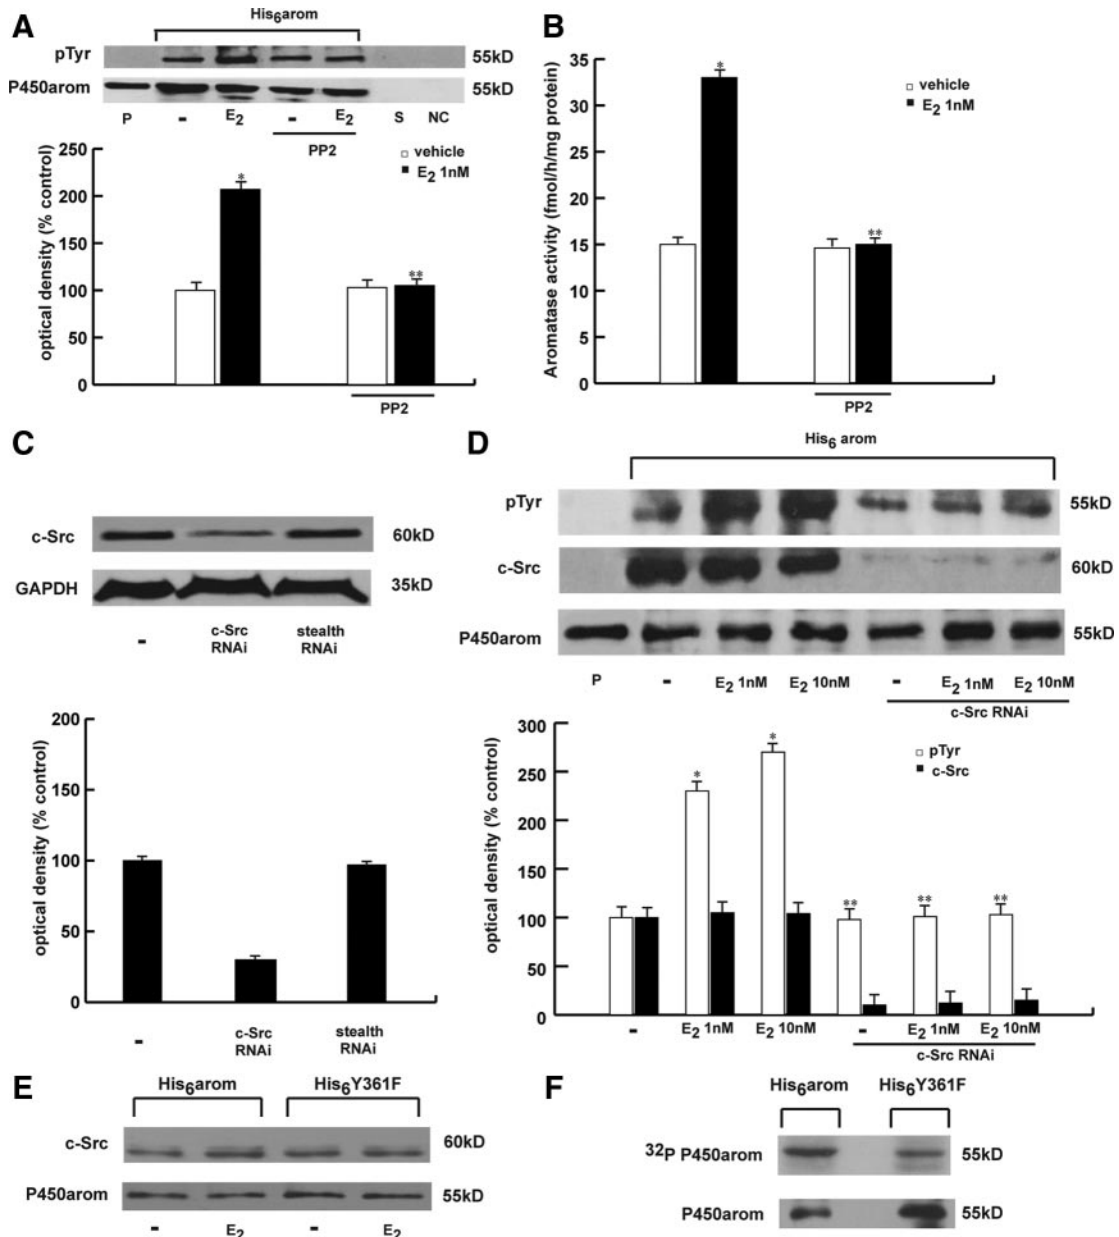 A
His6arom
pTyr
55kD
P450arom
55kD
P - E2 - E2 S NC
PP2
250
200
150
100
50
0
optical density (% control)
vehicle
E2 1nM
*
**
PP2
B
35
30
25
20
15
10
5
0
Aromatase activity (fmol/h/mg protein)
vehicle
E2 1nM
*
**
PP2
C
c-Src
60kD
GAPDH
35kD
- c-Src stealth
RNAi RNAi
200
150
100
50
0
optical density (% control)
- c-Src stealth
RNAi RNAi
D
His6 arom
pTyr
55kD
c-Src
60kD
P450arom
55kD
P - E2 1nM E2 10nM - E2 1nM E2 10nM
c-Src RNAi
300
250
200
150
100
50
0
optical density (% control)
pTyr
c-Src
*
*
** ** **
- E2 1nM E2 10nM - E2 1nM E2 10nM
c-Src RNAi
E
His6arom His6Y361F
c-Src
60kD
P450arom
55kD
- E2 - E2
F
His6arom His6Y361F
32P P450arom
55kD
P450arom
55kD